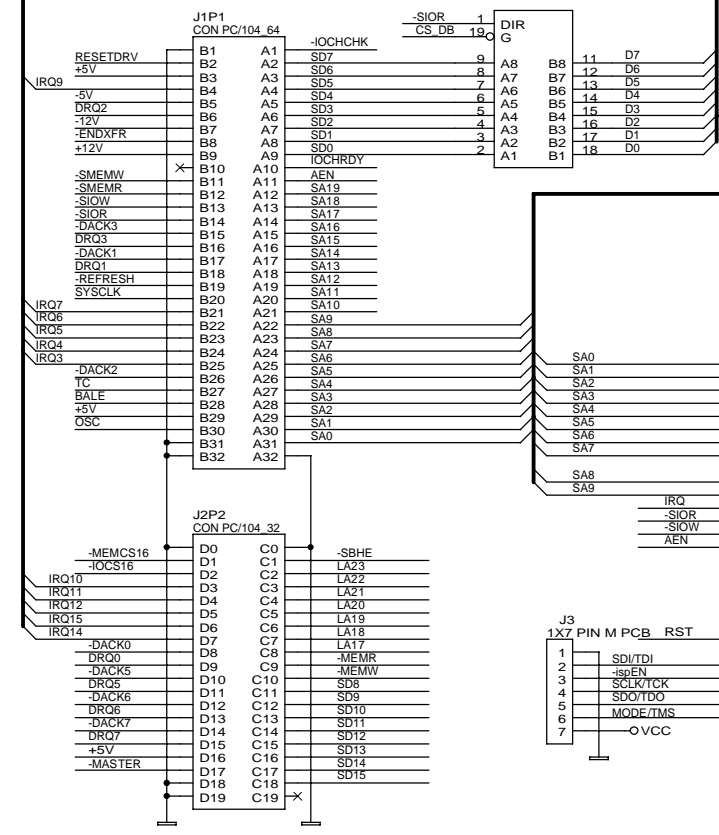 J1P1
CON PC/104_64
B1 A1 -IOCHCHK
RESETDRV B2 A2 SD7
+5V B3 A3 SD6
IRQ9 B4 A4 SD5
-5V B5 A5 SD4
DRQ2 B6 A6 SD3
-12V B7 A7 SD2
-ENDXFR B8 A8 SD1
+12V B9 A9 SD0
B10 A10 IOCHRDY
-SMEMW B11 A11 AEN
-SMEMR B12 A12 SA19
-SIOW B13 A13 SA18
-SIOR B14 A14 SA17
-DACK3 B15 A15 SA16
DRQ3 B16 A16 SA15
-DACK1 B17 A17 SA14
DRQ1 B18 A18 SA13
-REFRESH B19 A19 SA12
SYSCLK B20 A20 SA11
IRQ7 B21 A21 SA10
IRQ6 B22 A22 SA9
IRQ5 B23 A23 SA8
IRQ4 B24 A24 SA7
IRQ3 B25 A25 SA6
-DACK2 B26 A26 SA5
TC B27 A27 SA4
BALE B28 A28 SA3
+5V B29 A29 SA2
OSC B30 A30 SA1
B31 A31 SA0
B32 A32
-SIOR 1 DIR
CS_DB 19 G
9 A8 B8 11 D7
8 A7 B7 12 D6
7 A6 B6 13 D5
6 A5 B5 14 D4
5 A4 B4 15 D3
4 A3 B3 16 D2
3 A2 B2 17 D1
2 A1 B1 18 D0
SA0
SA1
SA2
SA3
SA4
SA5
SA6
SA7
SA8
SA9
IRQ
-SIOR
-SIOW
AEN
J2P2
CON PC/104_32
D0 C0
-MEMCS16 D1 C1 -SBHE
-IOCS16 D2 C2 LA23
IRQ10 D3 C3 LA22
IRQ11 D4 C4 LA21
IRQ12 D5 C5 LA20
IRQ15 D6 C6 LA19
IRQ14 D7 C7 LA18
-DACK0 D8 C8 LA17
DRQ0 D9 C9 -MEMR
-DACK5 D10 C10 -MEMW
DRQ5 D11 C11 SD8
-DACK6 D12 C12 SD9
DRQ6 D13 C13 SD10
-DACK7 D14 C14 SD11
DRQ7 D15 C15 SD12
+5V D16 C16 SD13
-MASTER D17 C17 SD14
D18 C18 SD15
D19 C19
J3
1X7 PIN M PCB RST
1
2 SDI/TDI
3 -ispEN
4 SCLK/TCK
5 SDO/TDO
6 MODE/TMS
7 VCC